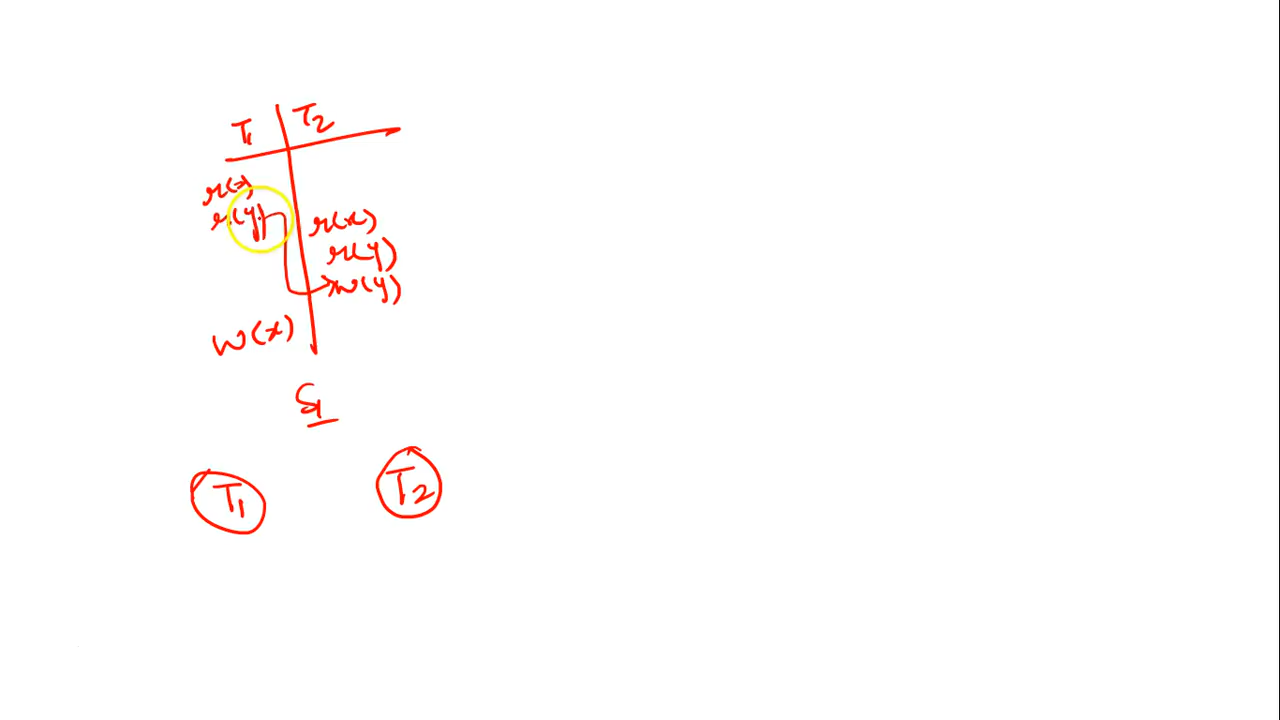 T1 T2
r(x)
r(y) r(x)
r(y)
w(y)
W(x)
S1
T1 T2